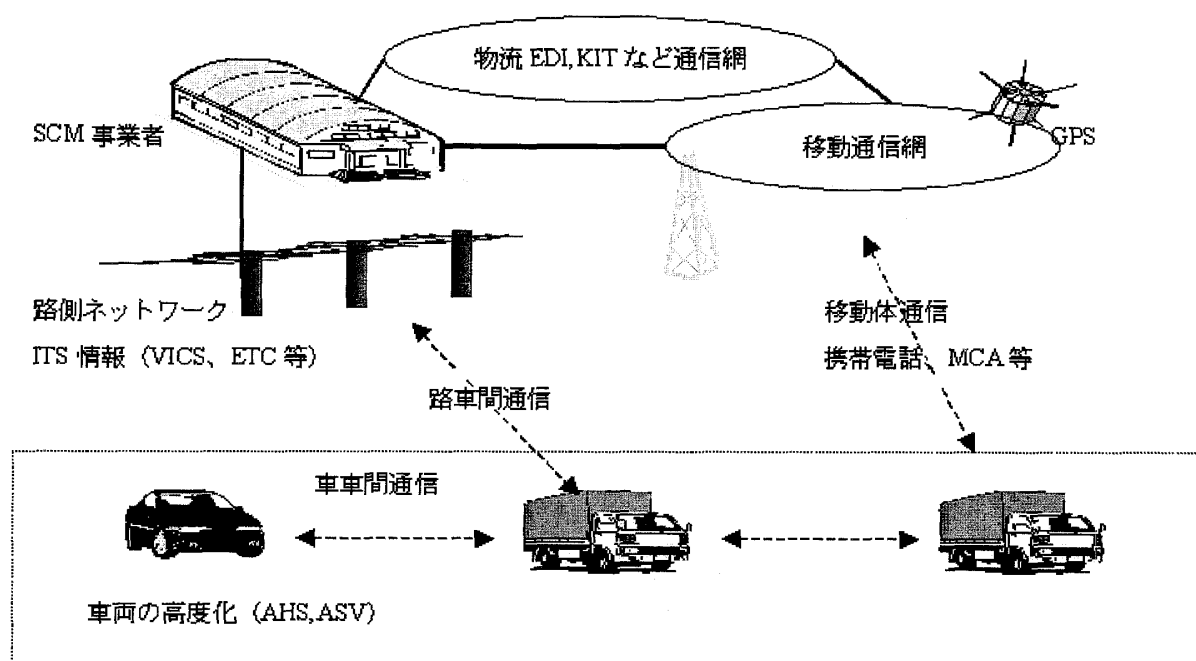 物流 EDI,KIT など通信網
SCM 事業者
移動通信網
GPS
路側ネットワーク
ITS 情報（VICS、ETC 等）
移動体通信
携帯電話、MCA 等
路車間通信
車車間通信
車両の高度化（AHS,ASV）